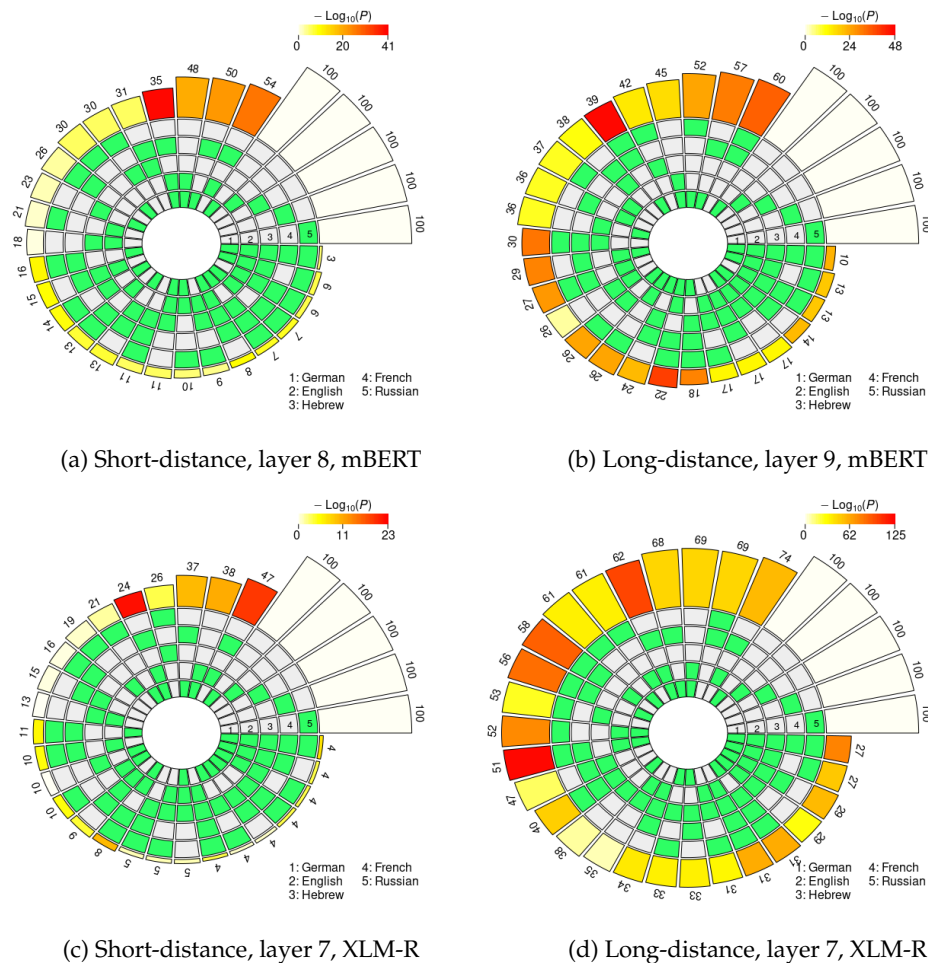 − Log₁₀(P)
0 20 41
48 50 54 100 100 100 100 100
35 31 30 30 26 23 21 18 16 15 14 13 11 11 10 9 8 7 7 6 6 3
1 2 3 4 5
1: German 4: French
2: English 5: Russian
3: Hebrew
(a) Short-distance, layer 8, mBERT
− Log₁₀(P)
0 24 48
52 57 60 100 100 100 100 100
45 42 39 38 37 36 36 30 29 27 26 26 26 24 22 18 17 17 17 14 13 13 10
1 2 3 4 5
1: German 4: French
2: English 5: Russian
3: Hebrew
(b) Long-distance, layer 9, mBERT
− Log₁₀(P)
0 11 23
37 38 47 100 100 100 100 100
26 24 21 19 16 15 13 11 10 10 10 9 8 5 5 4 4 4 4 4
1 2 3 4 5
1: German 4: French
2: English 5: Russian
3: Hebrew
(c) Short-distance, layer 7, XLM-R
− Log₁₀(P)
0 62 125
69 69 74 100 100 100 100 100
68 62 61 61 58 56 53 52 51 47 40 38 35 34 33 33 31 31 31 29 29 27 27
1 2 3 4 5
1: German 4: French
2: English 5: Russian
3: Hebrew
(d) Long-distance, layer 7, XLM-R